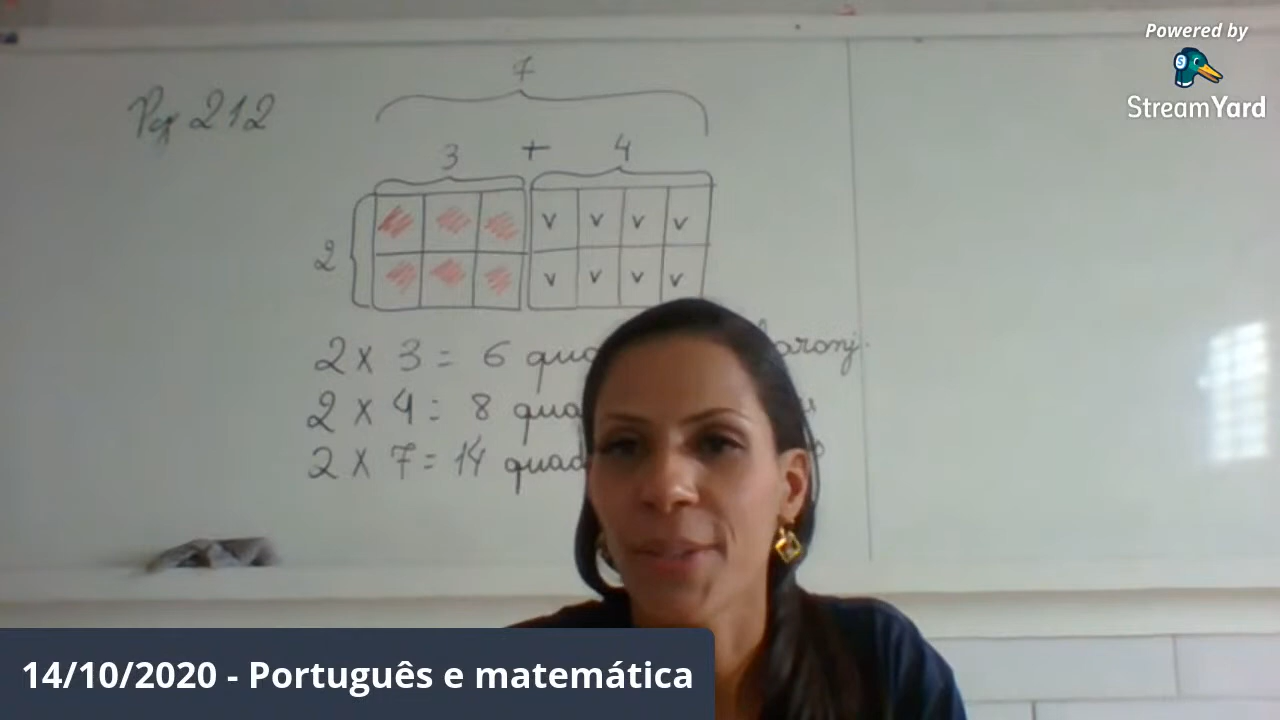 Powered by
StreamYard
Pag 212
7
3 + 4
2
v v v v
v v v v
2 x 3 = 6
2 x 4 = 8
2 x 7 = 14
14/10/2020 - Português e matemática